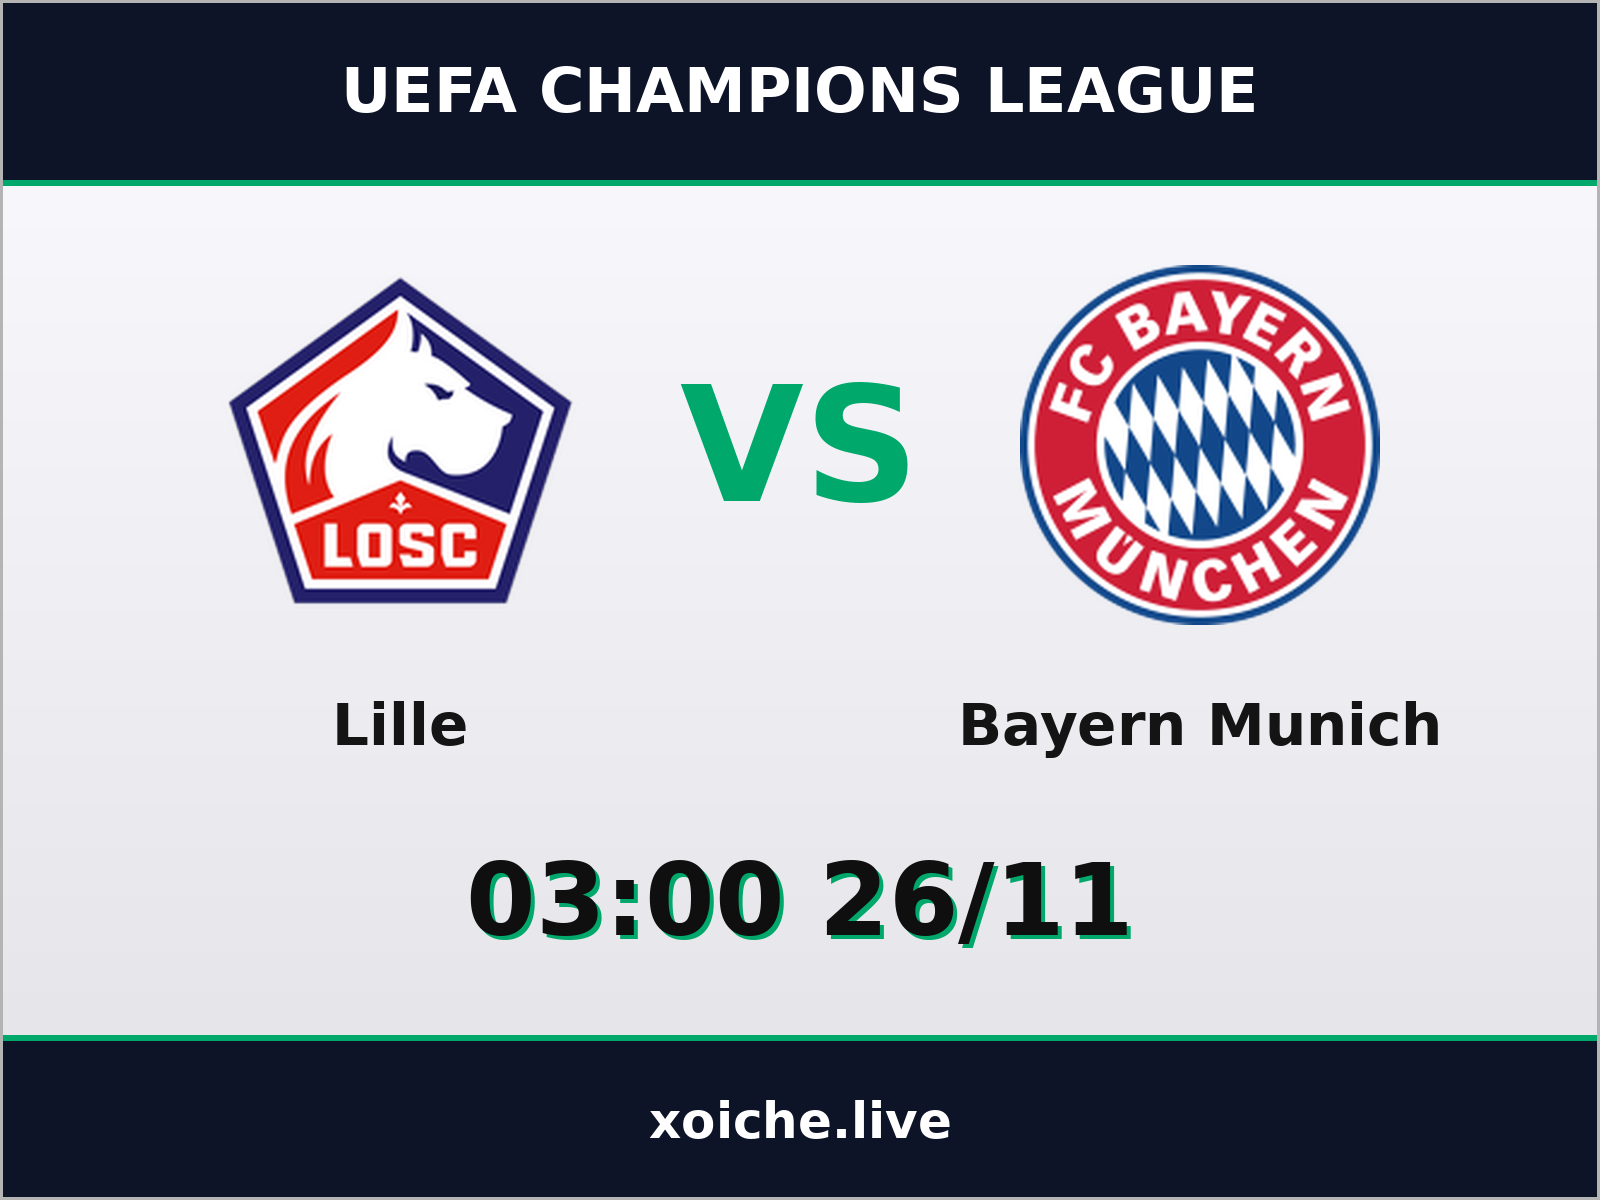 UEFA CHAMPIONS LEAGUE
LOSC
VS
FC BAYERN
MÜNCHEN
Lille
Bayern Munich
03:00 26/11
xoiche.live